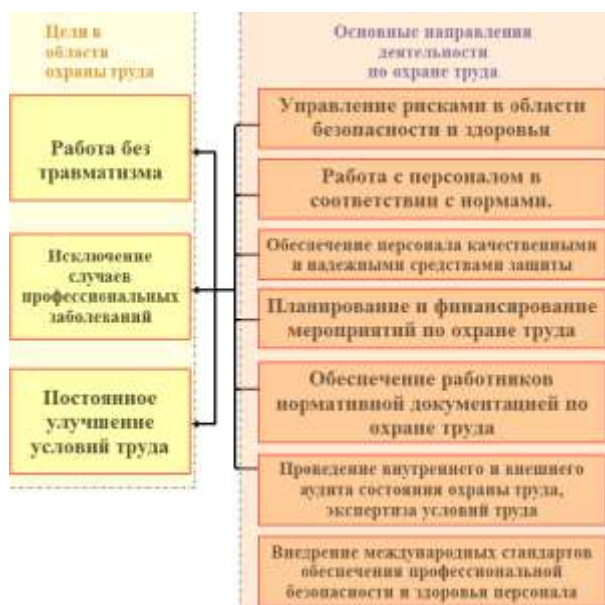 Цели в
области
охраны труда
Работа без
травматизма
Исключение
случаев
профессиональных
заболеваний
Постоянное
улучшение
условий труда
Основные направления
деятельности
по охране труда
Управление рисками в области
безопасности и здоровья
Работа с персоналом в
соответствии с нормами.
Обеспечение персонала качественными
и надежными средствами защиты
Планирование и финансирование
мероприятий по охране труда
Обеспечение работников
нормативной документацией по
охране труда
Проведение внутреннего и внешнего
аудита состояния охраны труда,
экспертиза условий труда
Внедрение международных стандартов
обеспечения профессиональной
безопасности и здоровья персонала